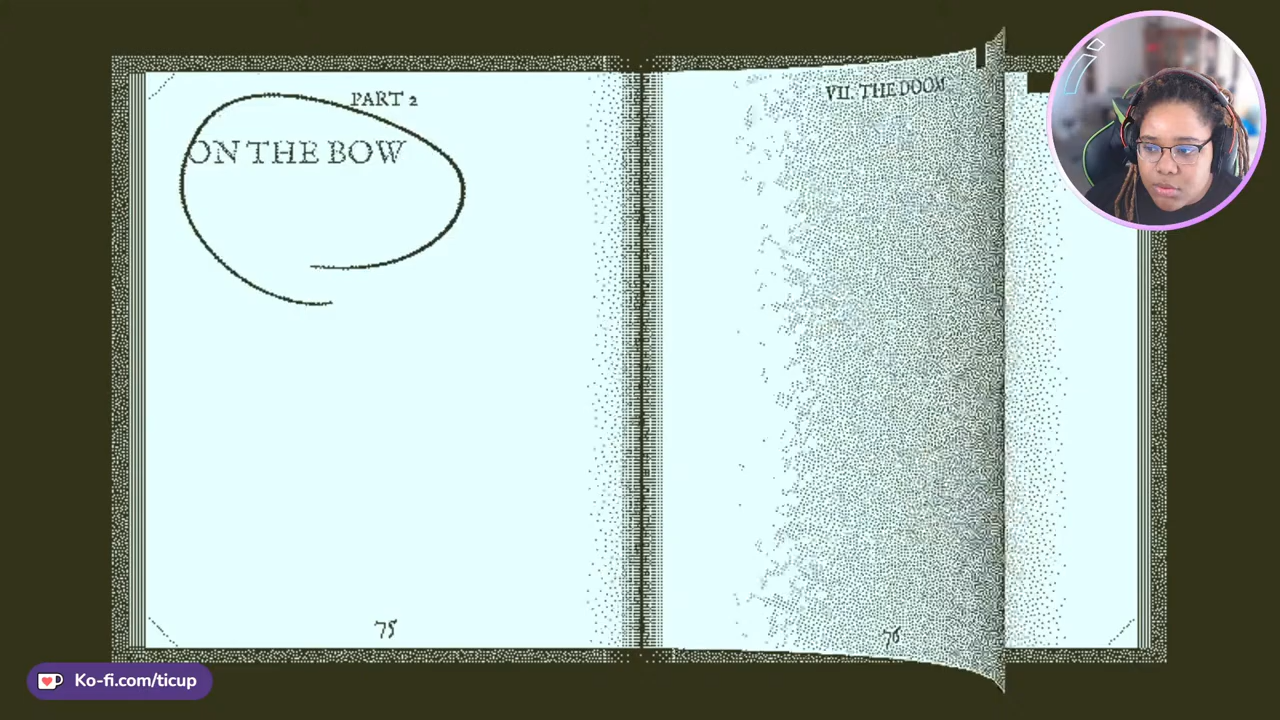 PART 2
ON THE BOW
75
VII. THE DOOM
76
Ko-fi.com/ticup